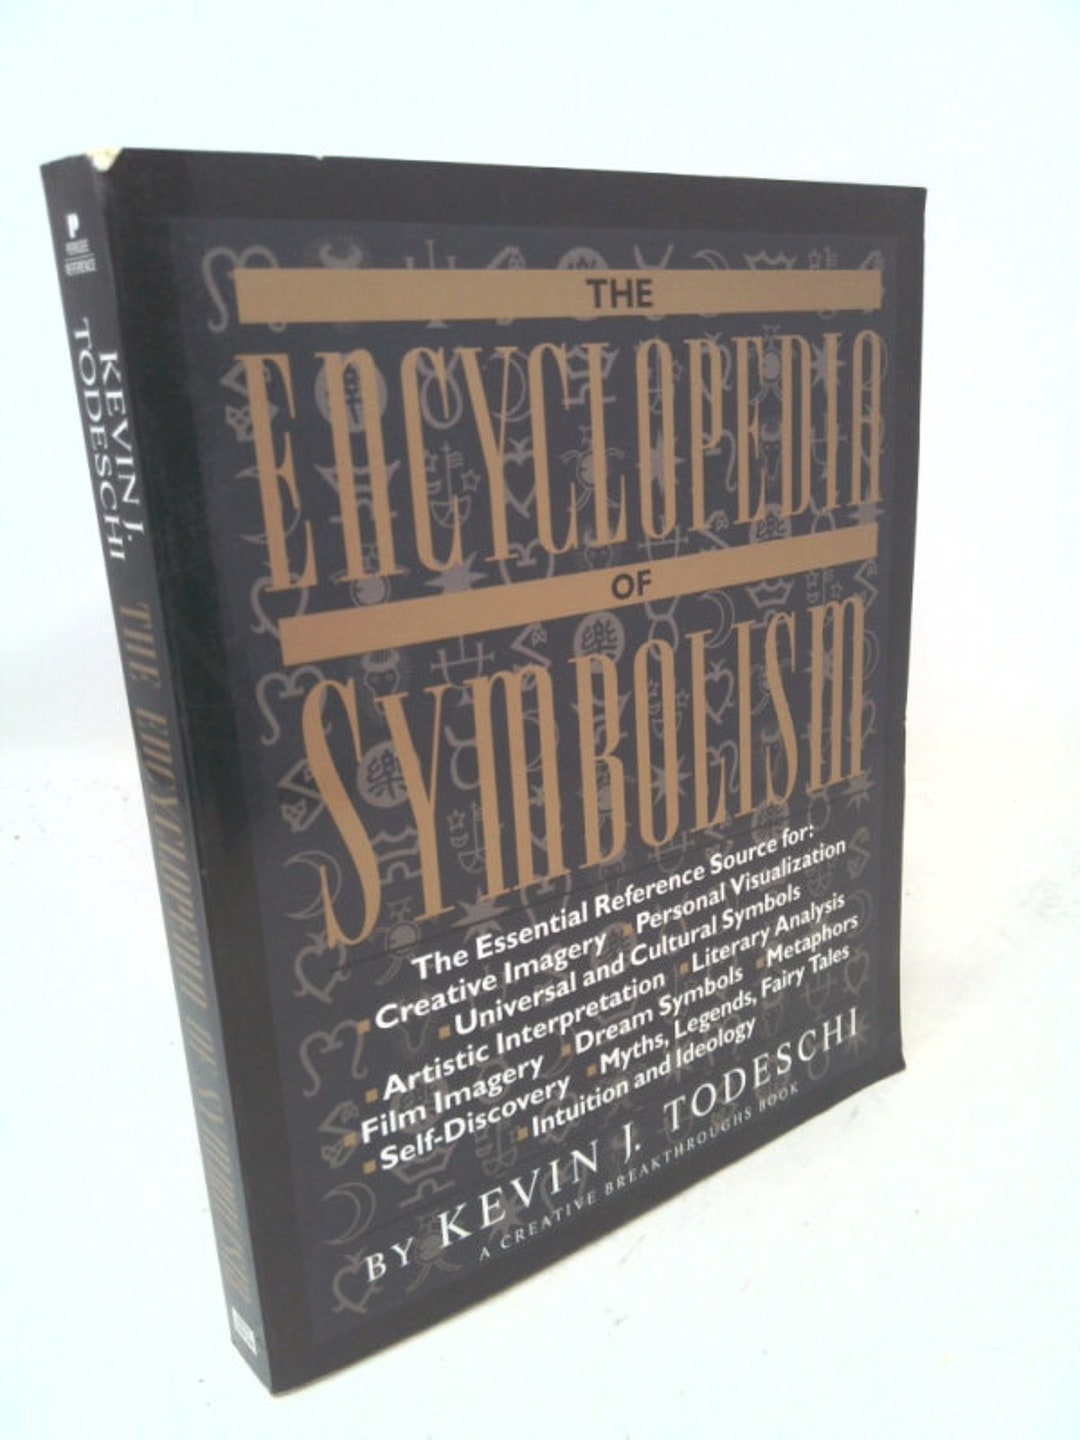 THE
ENCYCLOPEDIA
OF
SYMBOLISM
The Essential Reference Source for:
▪Creative Imagery ▪Personal Visualization
▪Universal and Cultural Symbols
▪Artistic Interpretation ▪Literary Analysis
▪Film Imagery ▪Dream Symbols ▪Metaphors
▪Self-Discovery ▪Myths, Legends, Fairy Tales
▪Intuition and Ideology
BY KEVIN J. TODESCHI
A CREATIVE BREAKTHROUGHS BOOK
P
REFERENCE
KEVIN J.
TODESCHI
THE ENCYCLOPEDIA OF SYMBOLISM
樂